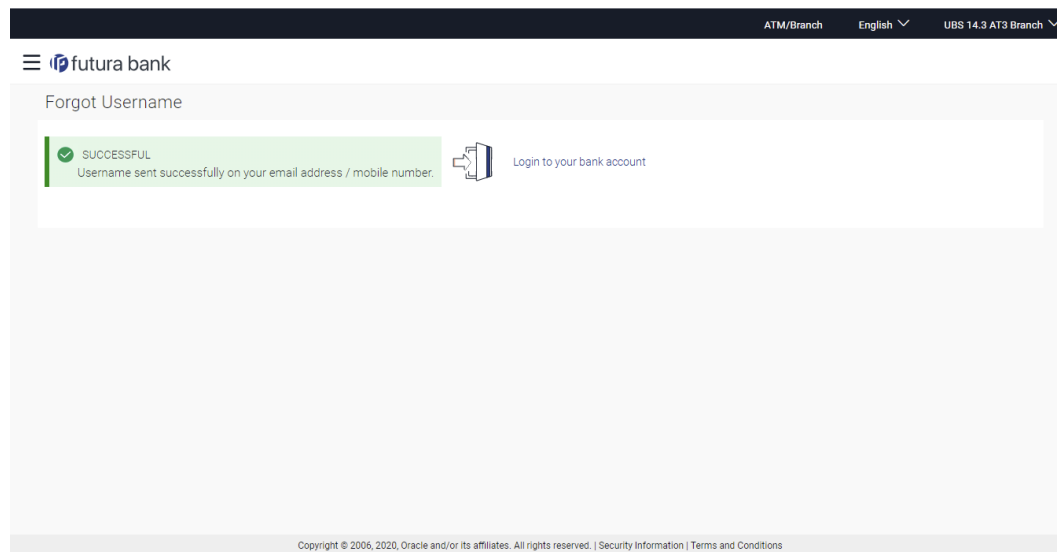 ATM/Branch English UBS 14.3 AT3 Branch
futura bank
Forgot Username
SUCCESSFUL
Username sent successfully on your email address / mobile number.
Login to your bank account
Copyright © 2006, 2020, Oracle and/or its affiliates. All rights reserved. | Security Information | Terms and Conditions